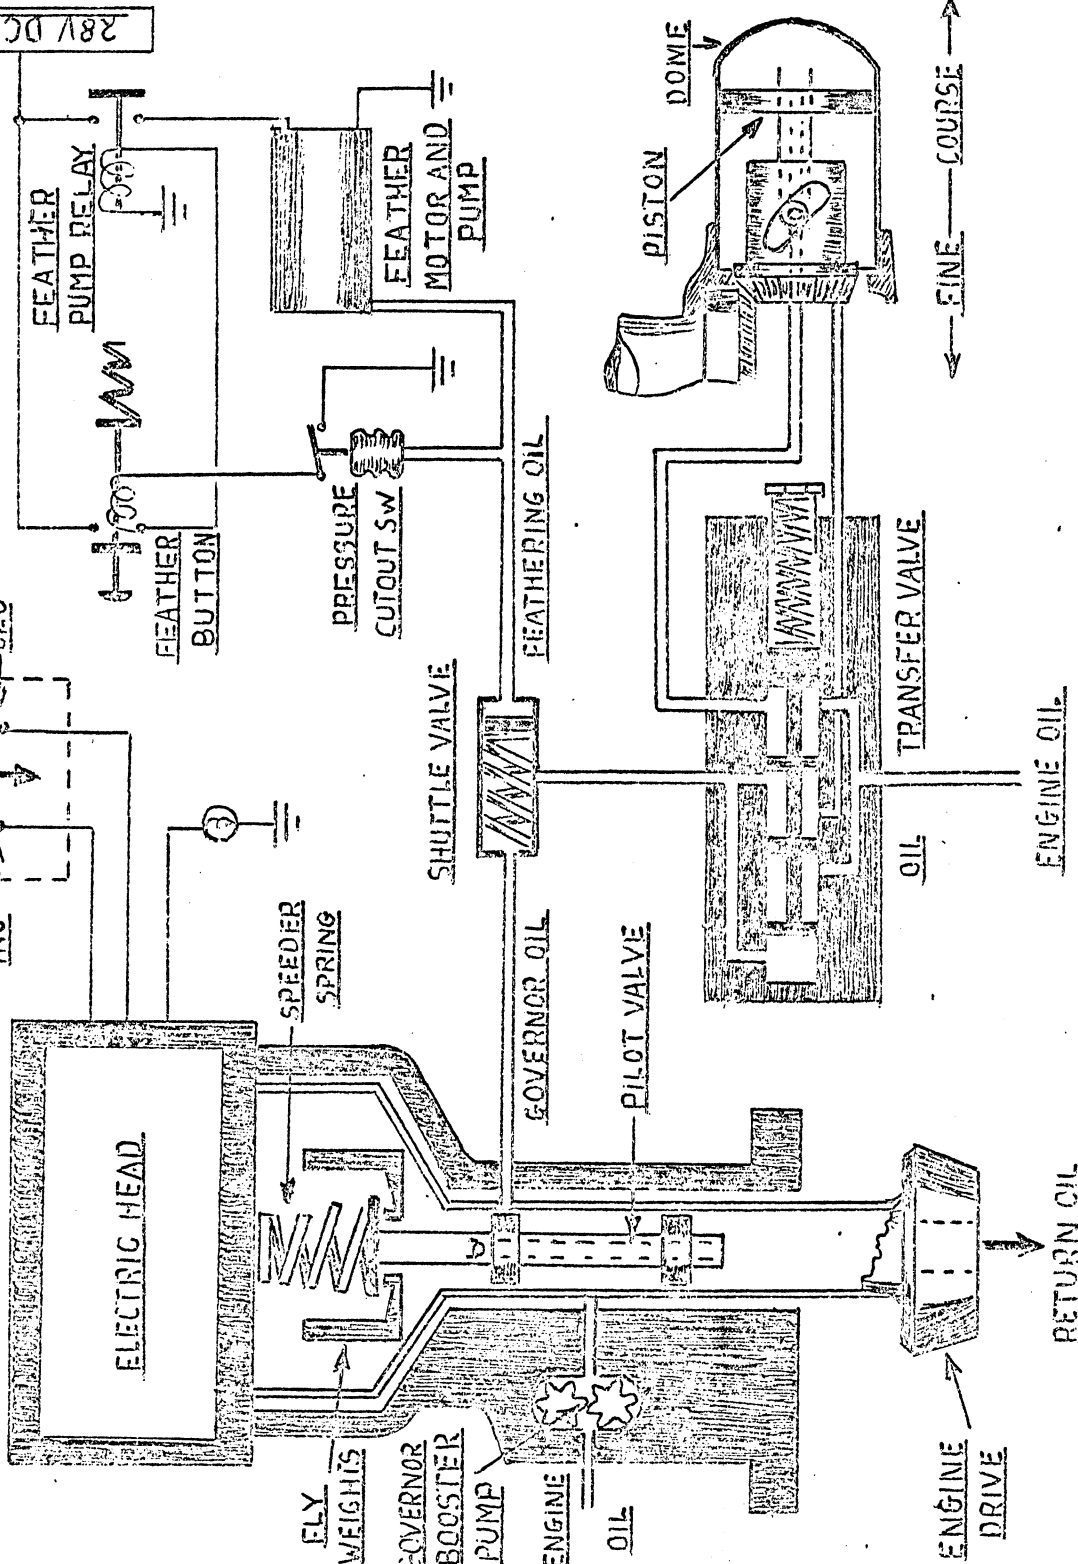 28V DC
FEATHER
PUMP RELAY
FEATHER
MOTOR AND
PUMP
DOME
PISTON
FINE
COURSE
FEATHER
BUTTON
PRESSURE
CUTOUT SW
FEATHERING OIL
SHUTTLE VALVE
TRANSFER VALVE
OIL
ENGINE OIL
SPEEDER
SPRING
GOVERNOR OIL
PILOT VALVE
ELECTRIC HEAD
FLY
WEIGHTS
GOVERNOR
BOOSTER
PUMP
ENGINE
OIL
ENGINE
DRIVE
RETURN OIL